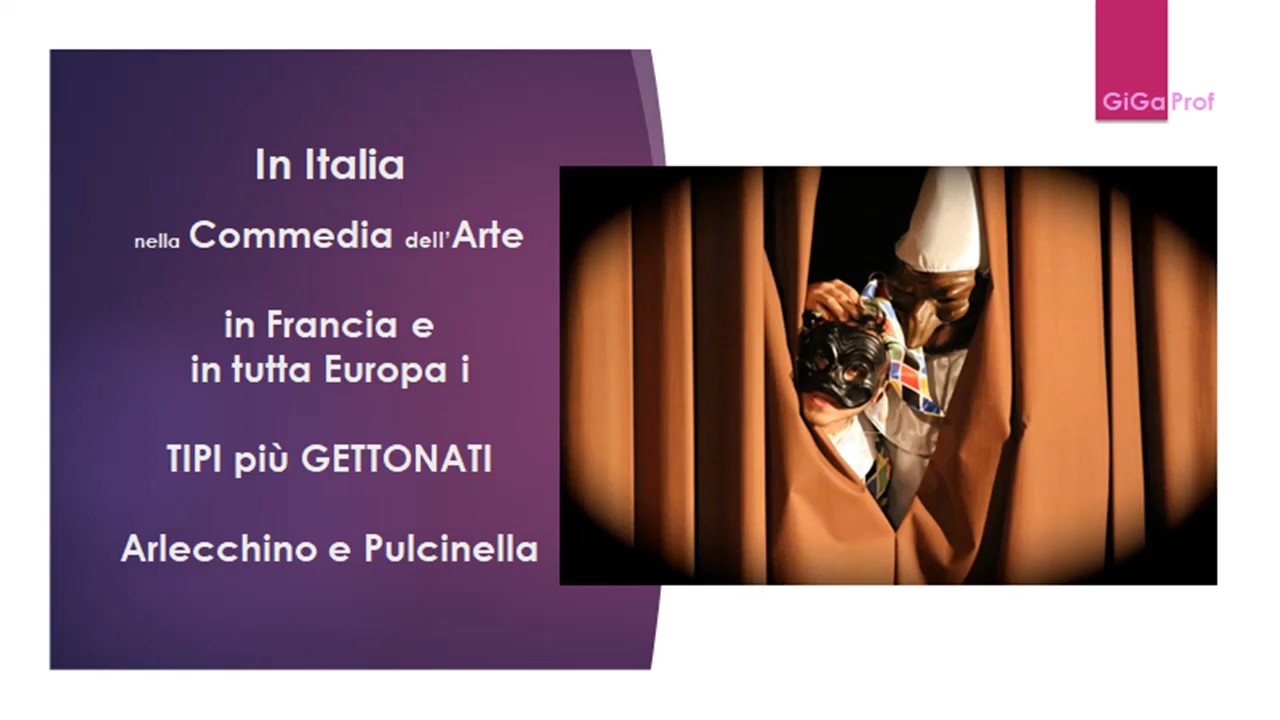 GiGa Prof
In Italia
nella Commedia dell'Arte
in Francia e
in tutta Europa i
TIPI più GETTONATI
Arlecchino e Pulcinella